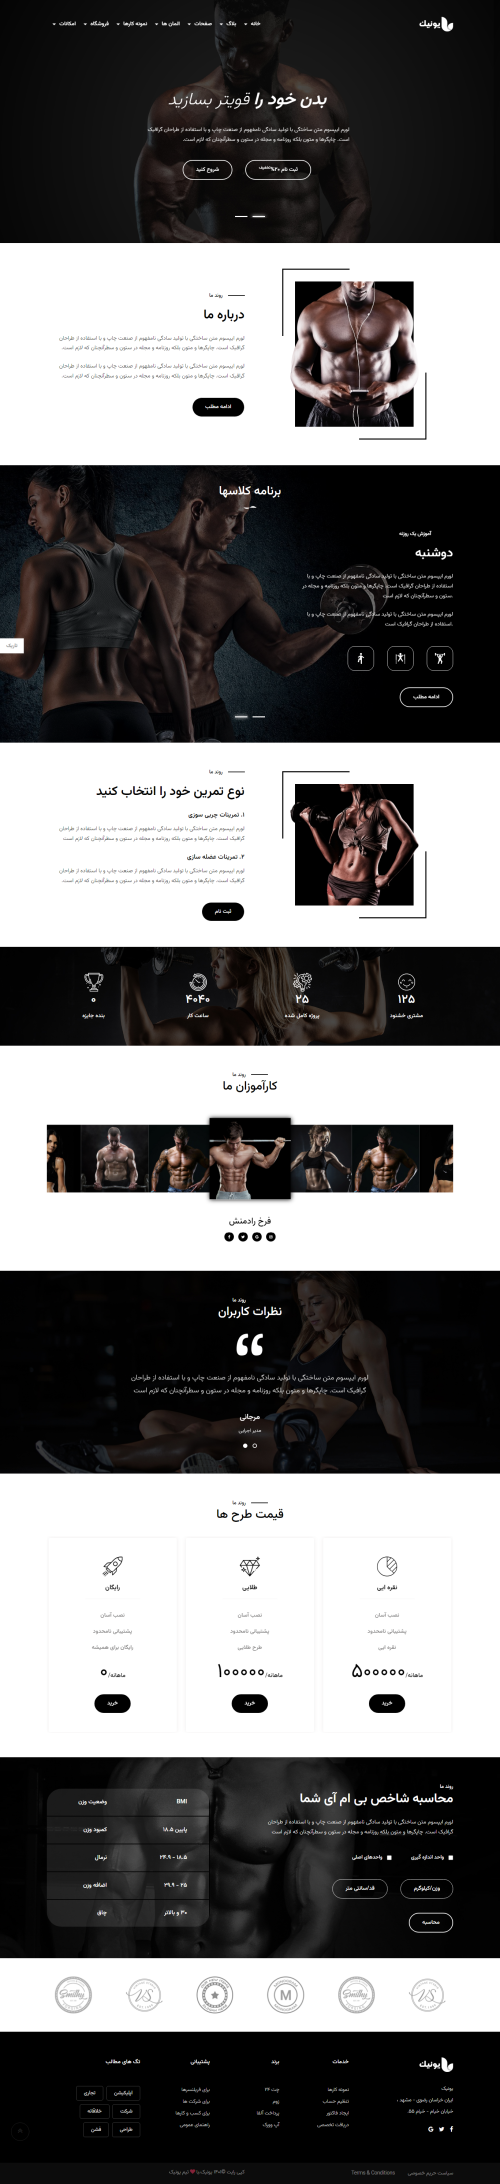 یونیك
خانه
بلاگ
صفحات
المان ها
نمونه کارها
فروشگاه
امکانات
بدن خود را قویتر بسازید
لورم ایپسوم متن ساختگی با تولید سادگی نامفهوم از صنعت چاپ و با استفاده از طراحان گرافیک
است. چاپگرها و متون بلکه روزنامه و مجله در ستون و سطرآنچنان که لازم است.
ثبت نام ۲۰%تخفیف
شروع کنید
روند ما
درباره ما
لورم ایپسوم متن ساختگی با تولید سادگی نامفهوم از صنعت چاپ و با استفاده از طراحان
گرافیک است. چاپگرها و متون بلکه روزنامه و مجله در ستون و سطرآنچنان که لازم است.
لورم ایپسوم متن ساختگی با تولید سادگی نامفهوم از صنعت چاپ و با استفاده از طراحان
گرافیک است. چاپگرها و متون بلکه روزنامه و مجله در ستون و سطرآنچنان که لازم است.
ادامه مطلب
برنامه کلاسها
آموزش یک روزه
دوشنبه
لورم ایپسوم متن ساختگی با تولید سادگی نامفهوم از صنعت چاپ و با
استفاده از طراحان گرافیک است. چاپگرها و متون بلکه روزنامه و مجله در
ستون و سطرآنچنان که لازم است.
لورم ایپسوم متن ساختگی با تولید سادگی نامفهوم از صنعت چاپ و با
استفاده از طراحان گرافیک است.
ادامه مطلب
تاریک
روند ما
نوع تمرین خود را انتخاب کنید
۱. تمرینات چربی سوزی
لورم ایپسوم متن ساختگی با تولید سادگی نامفهوم از صنعت چاپ و با استفاده از طراحان
گرافیک است. چاپگرها و متون بلکه روزنامه و مجله در ستون و سطرآنچنان که لازم است.
۲. تمرینات عضله سازی
لورم ایپسوم متن ساختگی با تولید سادگی نامفهوم از صنعت چاپ و با استفاده از طراحان
گرافیک است. چاپگرها و متون بلکه روزنامه و مجله در ستون و سطرآنچنان که لازم است.
ثبت نام
۱۲۵
مشتری خشنود
۲۵
پروژه کامل شده
۴۰۴۰
ساعت کار
۰
بنده جایزه
روند ما
کارآموزان ما
فرخ رادمنش
روند ما
نظرات کاربران
لورم ایپسوم متن ساختگی با تولید سادگی نامفهوم از صنعت چاپ و با استفاده از طراحان
گرافیک است. چاپگرها و متون بلکه روزنامه و مجله در ستون و سطرآنچنان که لازم است
مرجانی
مدیر اجرایی
روند ما
قیمت طرح ها
نقره ایی
نصب آسان
پشتیبانی نامحدود
نقره ایی
۵۰۰۰۰۰/ماهانه
خرید
طلایی
نصب آسان
پشتیبانی نامحدود
طرح طلایی
۱۰۰۰۰۰۰/ماهانه
خرید
رایگان
نصب آسان
پشتیبانی نامحدود
رایگان برای همیشه
۰/ماهانه
خرید
روند ما
محاسبه شاخص بی ام آی شما
لورم ایپسوم متن ساختگی با تولید سادگی نامفهوم از صنعت چاپ و با استفاده از طراحان
گرافیک است. چاپگرها و متون بلکه روزنامه و مجله در ستون و سطرآنچنان که لازم است.
واحد اندازه گیری
واحدهای اصلی
وزن/کیلوگرم
قد/سانتی متر
محاسبه
BMI
وضعیت وزن
پایین ۱۸.۵
کمبود وزن
۱۸.۵ – ۲۴.۹
نرمال
۲۵ – ۲۹.۹
اضافه وزن
۳۰ و بالاتر
چاق
VS
Smithy
M
VS
Smithy
یونیك
یونیک
ایران خراسان رضوی - مشهد -
خیابان خیام - خیام ۵۵
خدمات
نمونه کارها
تنظیم حساب
ایجاد فاکتور
دریافت تخصصی
برند
چت ۲۴
زوم
پرداخت آلفا
آپ وورک
پشتیبانی
برای فریلنسرها
برای شرکت ها
برای کسب و کارها
راهنمای عمومی
تگ های مطالب
اپلیکیشن
تجاری
شرکت
خلاقانه
طراحی
فشن
سیاست حریم خصوصی
Terms & Conditions